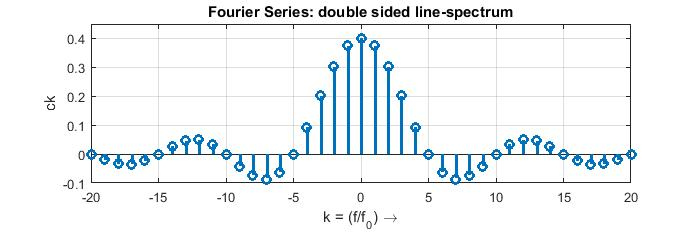 Fourier Series: double sided line-spectrum
0.4
0.3
0.2
0.1
0
-0.1
ck
-20 -15 -10 -5 0 5 10 15 20
k = (f/f0) →